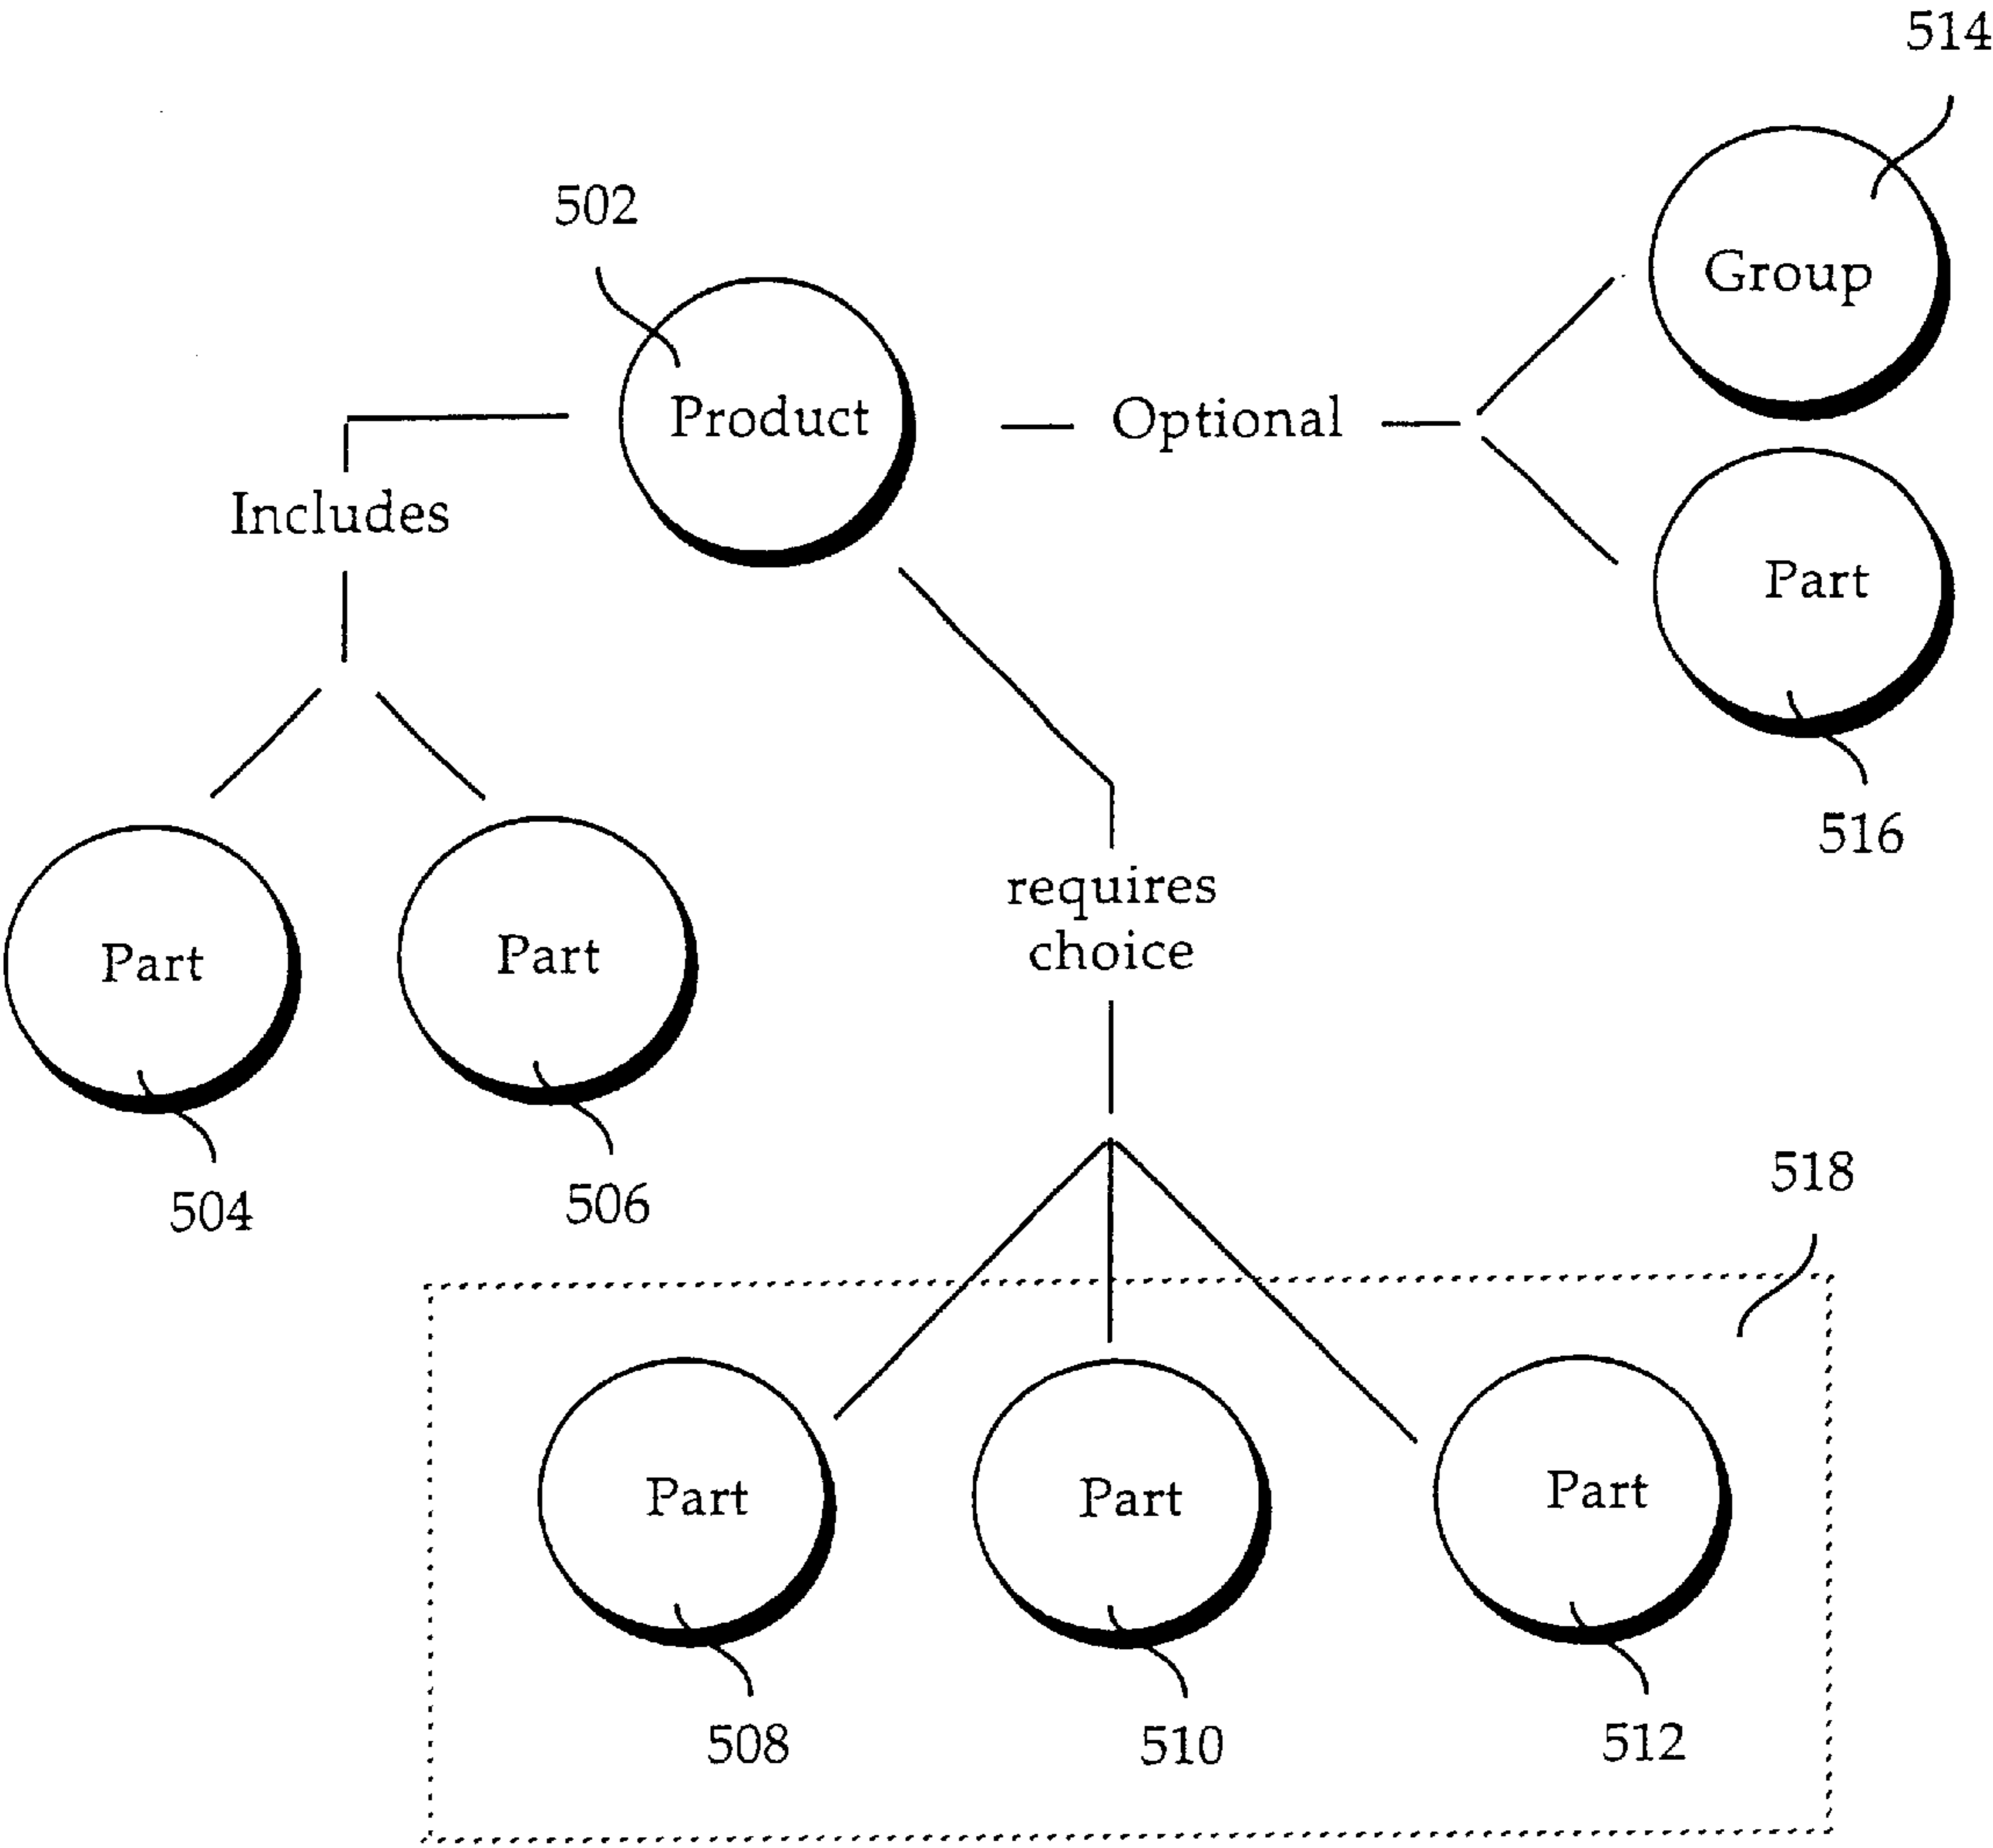 514
502
Group
Product
Optional
Includes
Part
516
requires
choice
Part
Part
518
504
506
Part
Part
Part
508
510
512